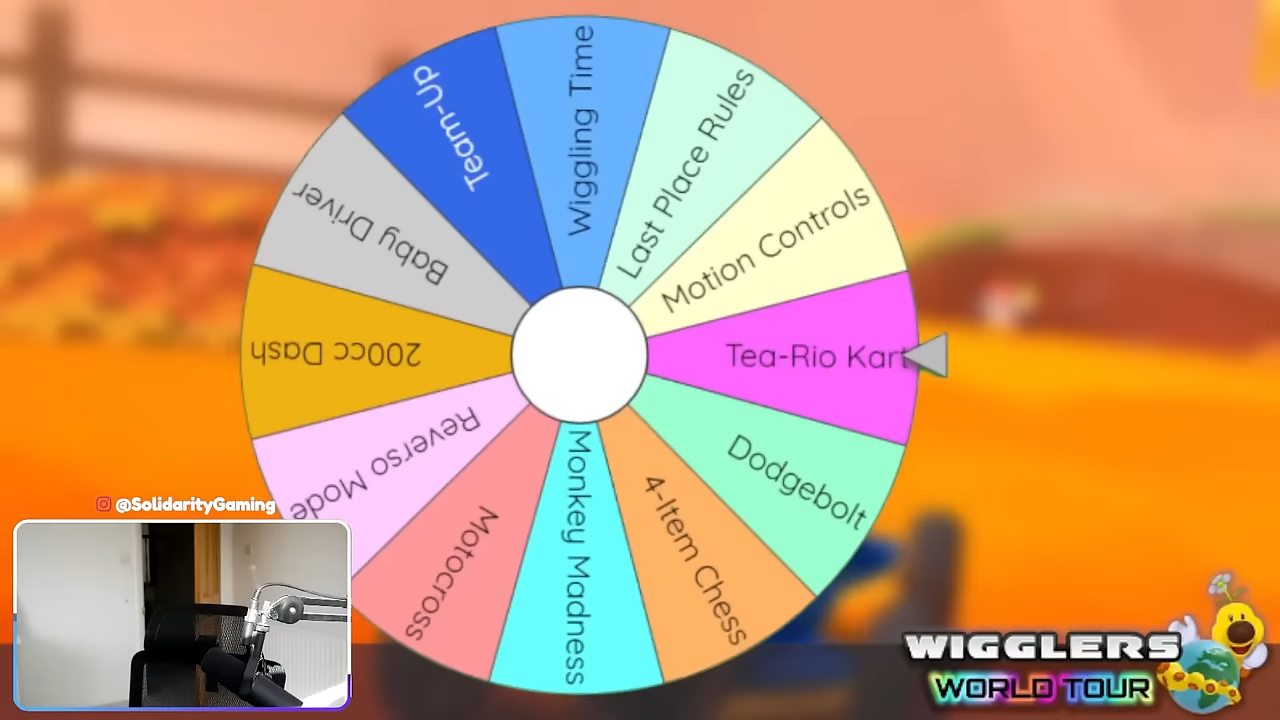 Wiggling Time
Last Place Rules
Motion Controls
Tea-Rio Kart
Dodgebolt
4-Item Chess
Monkey Madness
Motocross
Reverso Mode
200cc Dash
Baby Driver
Team-Up
@SolidarityGaming
WIGGLERS
WORLD TOUR